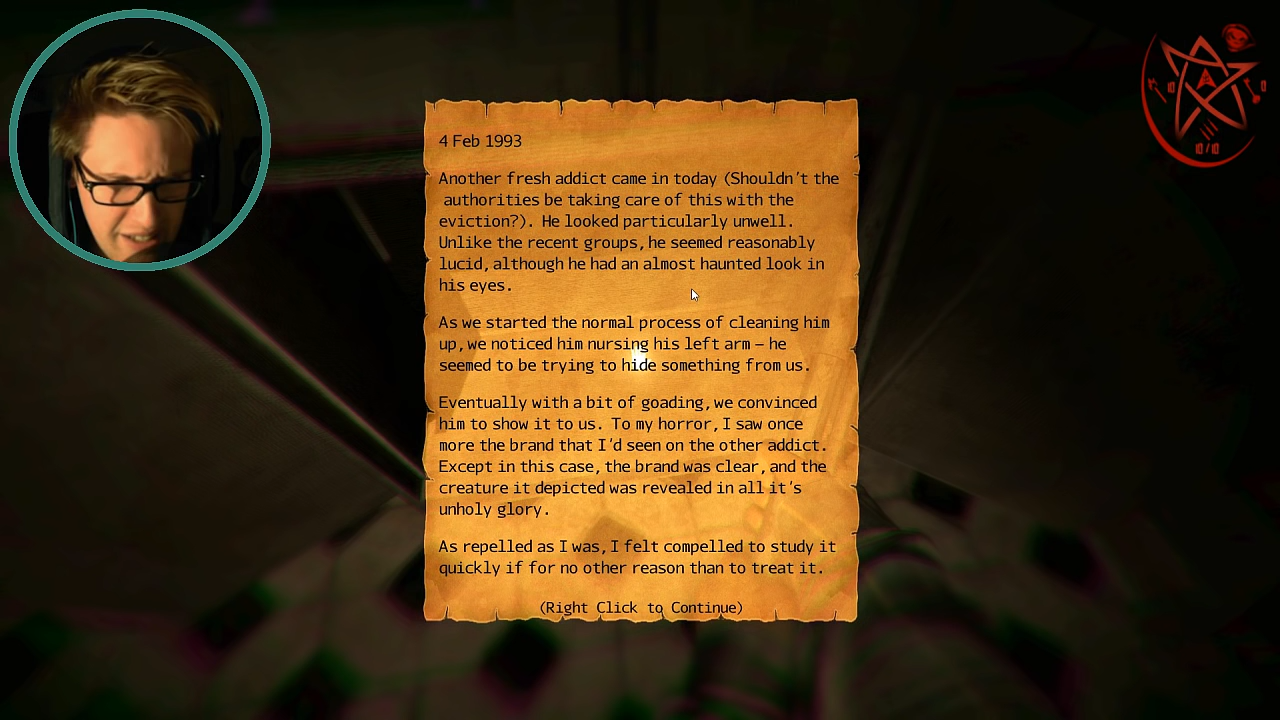 4 Feb 1993
Another fresh addict came in today (Shouldn't the
authorities be taking care of this with the
eviction?). He looked particularly unwell.
Unlike the recent groups, he seemed reasonably
lucid, although he had an almost haunted look in
his eyes.
As we started the normal process of cleaning him
up, we noticed him nursing his left arm – he
seemed to be trying to hide something from us.
Eventually with a bit of goading, we convinced
him to show it to us. To my horror, I saw once
more the brand that I'd seen on the other addict.
Except in this case, the brand was clear, and the
creature it depicted was revealed in all it's
unholy glory.
As repelled as I was, I felt compelled to study it
quickly if for no other reason than to treat it.
(Right Click to Continue)